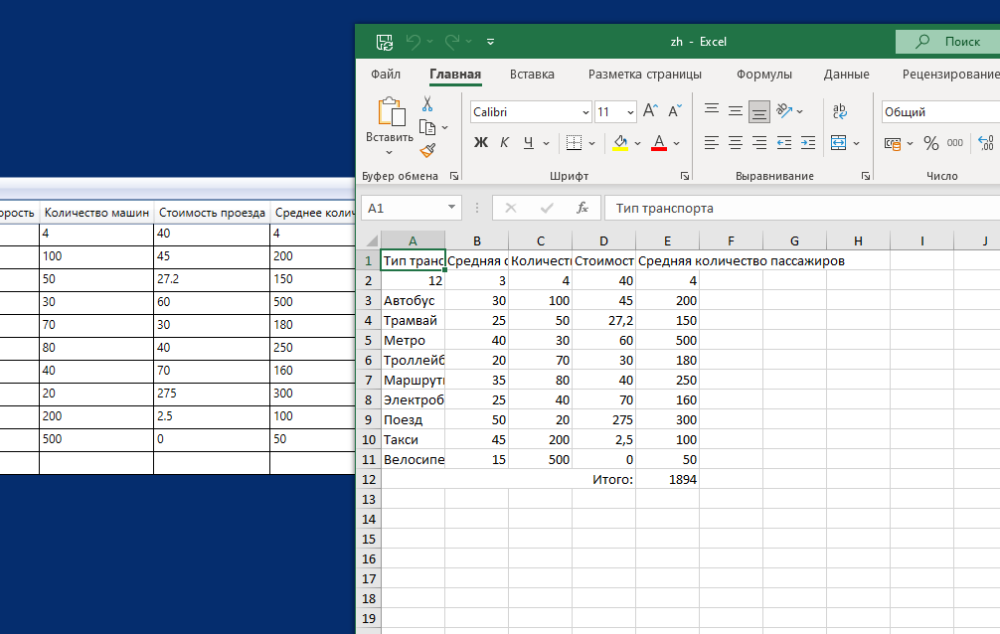 zh - Excel
Поиск
Файл Главная Вставка Разметка страницы Формулы Данные Рецензирование
Вставить
Calibri 11
Ж К Ч
Общий
% 000
Буфер обмена Шрифт Выравнивание Число
A1 fx Тип транспорта
орость Количество машин Стоимость проезда Среднее колич
4 40 4
100 45 200
50 27.2 150
30 60 500
70 30 180
80 40 250
40 70 160
20 275 300
200 2.5 100
500 0 50
A B C D E F G H I J
1 Тип транс Средняя с Количест Стоимост Средняя количество пассажиров
2 12 3 4 40 4
3 Автобус 30 100 45 200
4 Трамвай 25 50 27,2 150
5 Метро 40 30 60 500
6 Троллейб 20 70 30 180
7 Маршрут 35 80 40 250
8 Электроб 25 40 70 160
9 Поезд 50 20 275 300
10 Такси 45 200 2,5 100
11 Велосипе 15 500 0 50
12 Итого: 1894
13
14
15
16
17
18
19